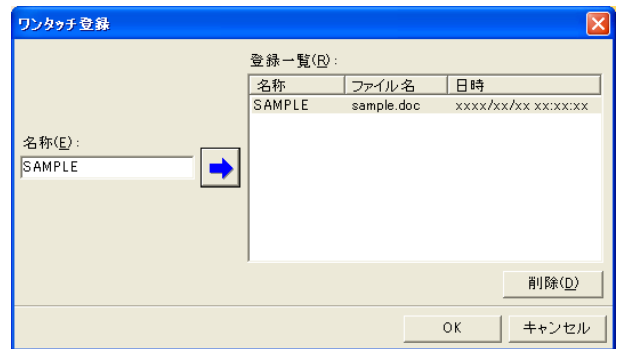 ワンタッチ登録
登録一覧(R):
名称 ファイル名 日時
SAMPLE sample.doc xxxx/xx/xx xx:xx:xx
名称(E):
SAMPLE
削除(D)
OK キャンセル